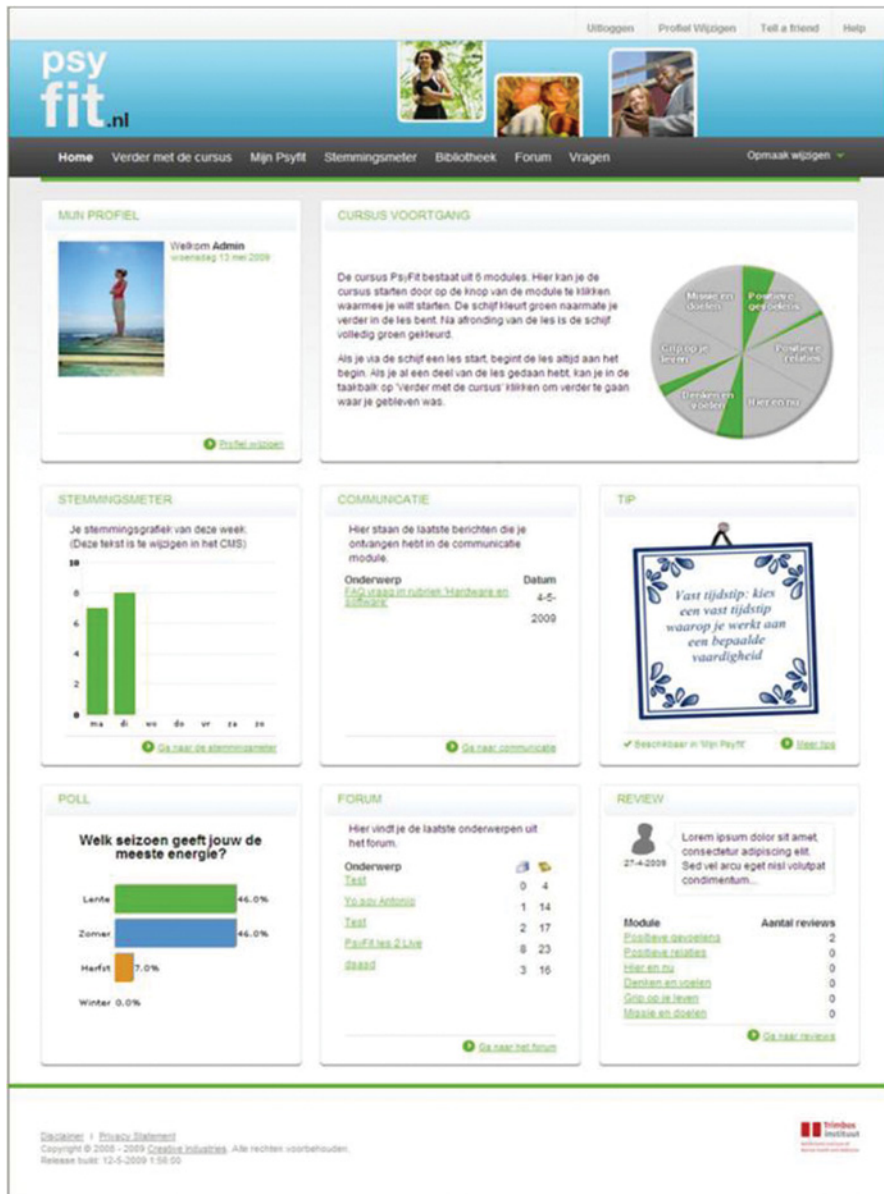 Uitloggen Profiel Wijzigen Tell a friend Help
psy
fit.nl
Home Verder met de cursus Mijn Psyfit Stemmingsmeter Bibliotheek Forum Vragen Opmaak wijzigen
MIJN PROFIEL
Welkom Admin
woensdag 13 mei 2009
Profiel wijzigen
CURSUS VOORTGANG
De cursus PsyFit bestaat uit 6 modules. Hier kan je de
cursus starten door op de knop van de module te klikken
waarmee je wilt starten. De schijf kleurt groen naarmate je
verder in de les bent. Na afronding van de les is de schijf
volledig groen gekleurd.
Als je via de schijf een les start, begint de les altijd aan het
begin. Als je al een deel van de les gedaan hebt, kan je in de
taakbalk op 'Verder met de cursus' klikken om verder te gaan
waar je gebleven was.
Missie en
doelen
Positieve
gevoelens
Grip op je
leven
Positieve
relaties
Denken en
voelen
Hier en nu
STEMMINGSMETER
Je stemmingsgrafiek van deze week.
(Deze tekst is te wijzigen in het CMS)
10
8
6
4
2
0
ma di wo do vr za zo
Ga naar de stemmingsmeter
COMMUNICATIE
Hier staan de laatste berichten die je
ontvangen hebt in de communicatie
module.
Onderwerp Datum
FAQ vraag in rubriek 'Hardware en
software'
4-5-
2009
Ga naar communicatie
TIP
Vast tijdstip: kies
een vast tijdstip
waarop je werkt aan
een bepaalde
vaardigheid
Beschikbaar in 'Mijn Psyfit' Meer tips
POLL
Welk seizoen geeft jouw de
meeste energie?
Lente 46.0%
Zomer 46.0%
Herfst 7.0%
Winter 0.0%
FORUM
Hier vindt je de laatste onderwerpen uit
het forum.
Onderwerp
Test 0 4
Yo soy Antonio 1 14
Test 2 17
PsyFit les 2 Live 8 23
dsaad 3 16
Ga naar het forum
REVIEW
27-4-2009
Lorem ipsum dolor sit amet,
consectetur adipiscing elit.
Sed vel arcu eget nisl volutpat
condimentum...
Module Aantal reviews
Positieve gevoelens 2
Positieve relaties 0
Hier en nu 0
Denken en voelen 0
Grip op je leven 0
Missie en doelen 0
Ga naar reviews
Disclaimer | Privacy Statement
Copyright © 2008 - 2009 Creative Industries. Alle rechten voorbehouden.
Release build: 12-5-2009 1:56:00
Trimbos
instituut